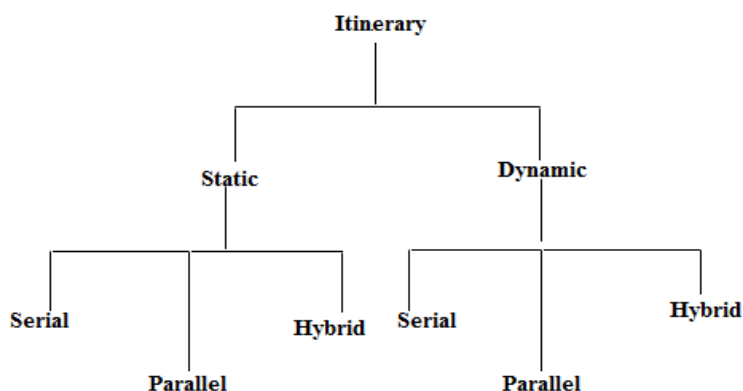 Itinerary
Static
Dynamic
Serial
Parallel
Hybrid
Serial
Parallel
Hybrid